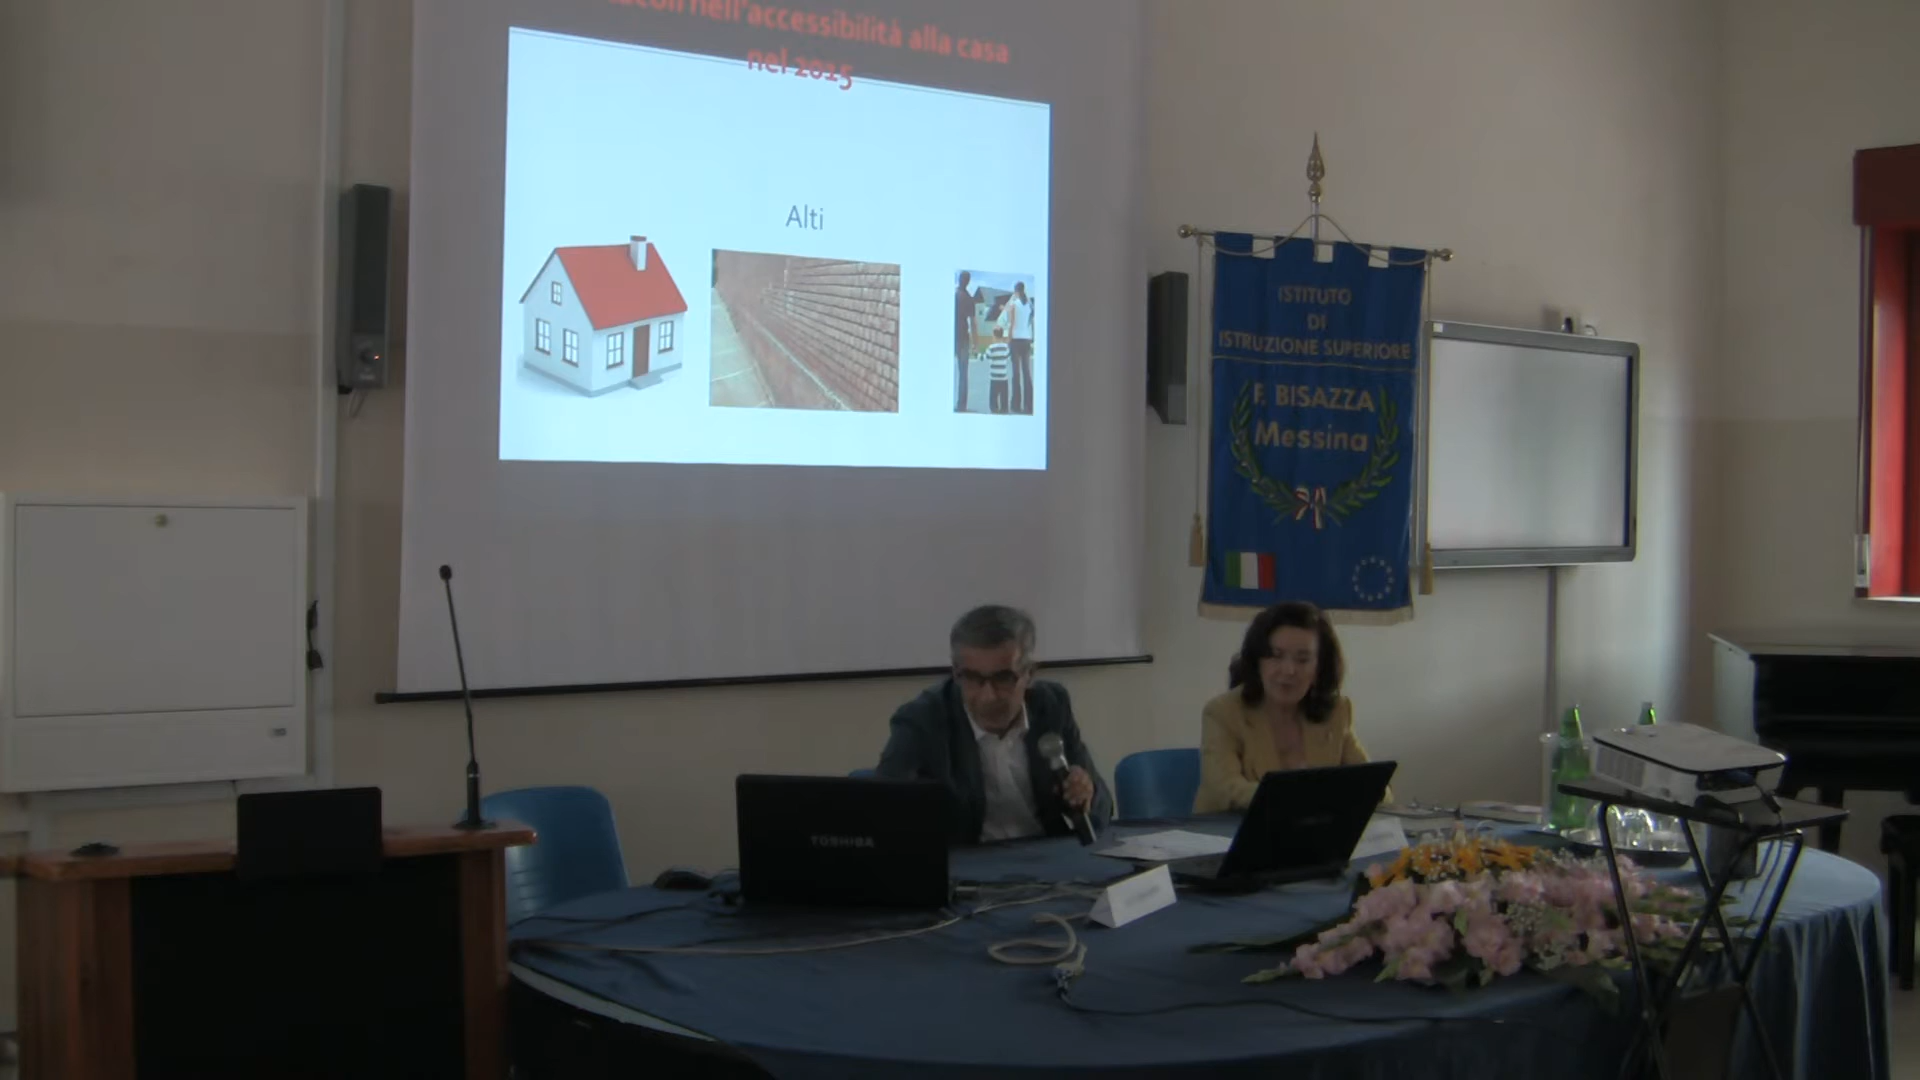 nell'accessibilità alla casa
nel 2015
Alti
ISTITUTO
DI
ISTRUZIONE SUPERIORE
F. BISAZZA
Messina
TOSHIBA